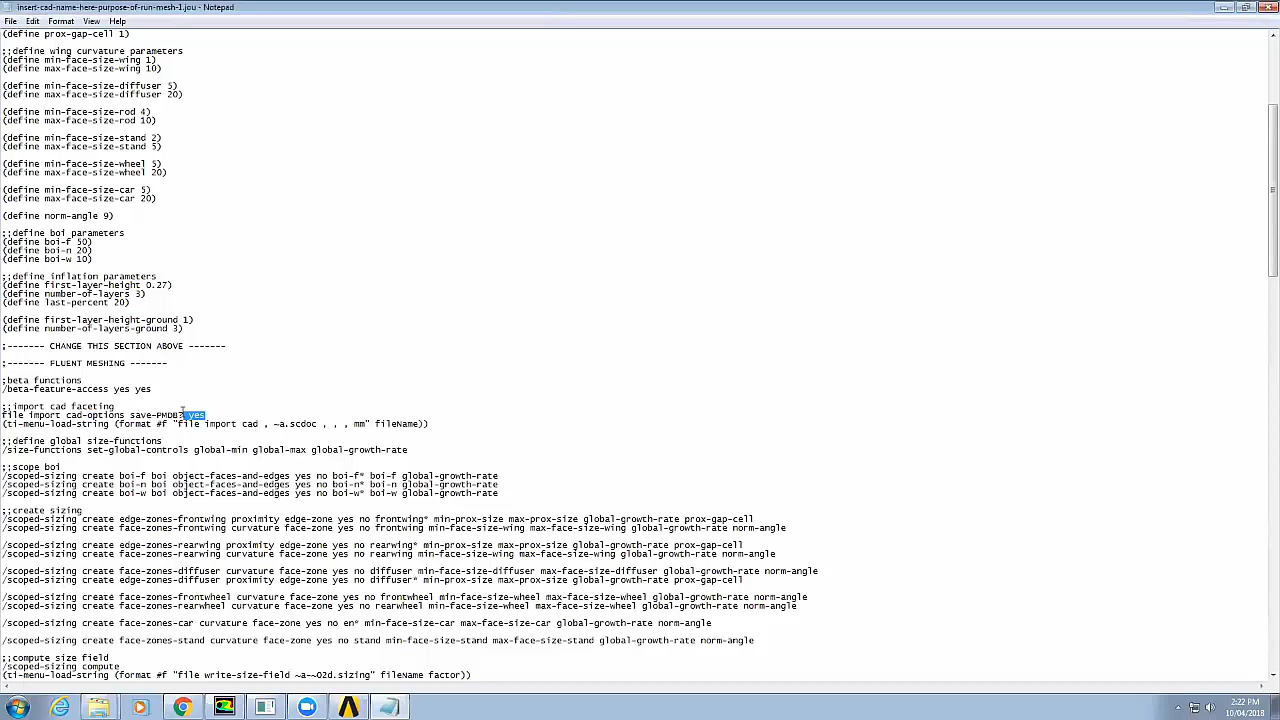 insert-cad-name-here-purpose-of-run-mesh-1.jou - Notepad
File Edit Format View Help
(define prox-gap-cell 1)
;;define wing curvature parameters
(define min-face-size-wing 1)
(define max-face-size-wing 10)
(define min-face-size-diffuser 5)
(define max-face-size-diffuser 20)
(define min-face-size-rod 4)
(define max-face-size-rod 10)
(define min-face-size-stand 2)
(define max-face-size-stand 5)
(define min-face-size-wheel 5)
(define max-face-size-wheel 20)
(define min-face-size-car 5)
(define max-face-size-car 20)
(define norm-angle 9)
;;define boi parameters
(define boi-f 50)
(define boi-n 20)
(define boi-w 10)
;;define inflation parameters
(define first-layer-height 0.27)
(define number-of-layers 3)
(define last-percent 20)
(define first-layer-height-ground 1)
(define number-of-layers-ground 3)
;------- CHANGE THIS SECTION ABOVE -------
;------- FLUENT MESHING -------
;beta functions
/beta-feature-access yes yes
;;import cad faceting
file import cad-options save-PMDB? yes
(ti-menu-load-string (format #f "file import cad , ~a.scdoc , , , mm" fileName))
;;define global size-functions
/size-functions set-global-controls global-min global-max global-growth-rate
;;scope boi
/scoped-sizing create boi-f boi object-faces-and-edges yes no boi-f* boi-f global-growth-rate
/scoped-sizing create boi-n boi object-faces-and-edges yes no boi-n* boi-n global-growth-rate
/scoped-sizing create boi-w boi object-faces-and-edges yes no boi-w* boi-w global-growth-rate
;;create sizing
/scoped-sizing create edge-zones-frontwing proximity edge-zone yes no frontwing* min-prox-size max-prox-size global-growth-rate prox-gap-cell
/scoped-sizing create face-zones-frontwing curvature face-zone yes no frontwing min-face-size-wing max-face-size-wing global-growth-rate norm-angle
/scoped-sizing create edge-zones-rearwing proximity edge-zone yes no rearwing* min-prox-size max-prox-size global-growth-rate prox-gap-cell
/scoped-sizing create face-zones-rearwing curvature face-zone yes no rearwing min-face-size-wing max-face-size-wing global-growth-rate norm-angle
/scoped-sizing create face-zones-diffuser curvature face-zone yes no diffuser min-face-size-diffuser max-face-size-diffuser global-growth-rate norm-angle
/scoped-sizing create edge-zones-diffuser proximity edge-zone yes no diffuser* min-prox-size max-prox-size global-growth-rate prox-gap-cell
/scoped-sizing create face-zones-frontwheel curvature face-zone yes no frontwheel min-face-size-wheel max-face-size-wheel global-growth-rate norm-angle
/scoped-sizing create face-zones-rearwheel curvature face-zone yes no rearwheel min-face-size-wheel max-face-size-wheel global-growth-rate norm-angle
/scoped-sizing create face-zones-car curvature face-zone yes no en* min-face-size-car max-face-size-car global-growth-rate norm-angle
/scoped-sizing create face-zones-stand curvature face-zone yes no stand min-face-size-stand max-face-size-stand global-growth-rate norm-angle
;;compute size field
/scoped-sizing compute
(ti-menu-load-string (format #f "file write-size-field ~a-~02d.sizing" fileName factor))
2:22 PM
10/04/2018